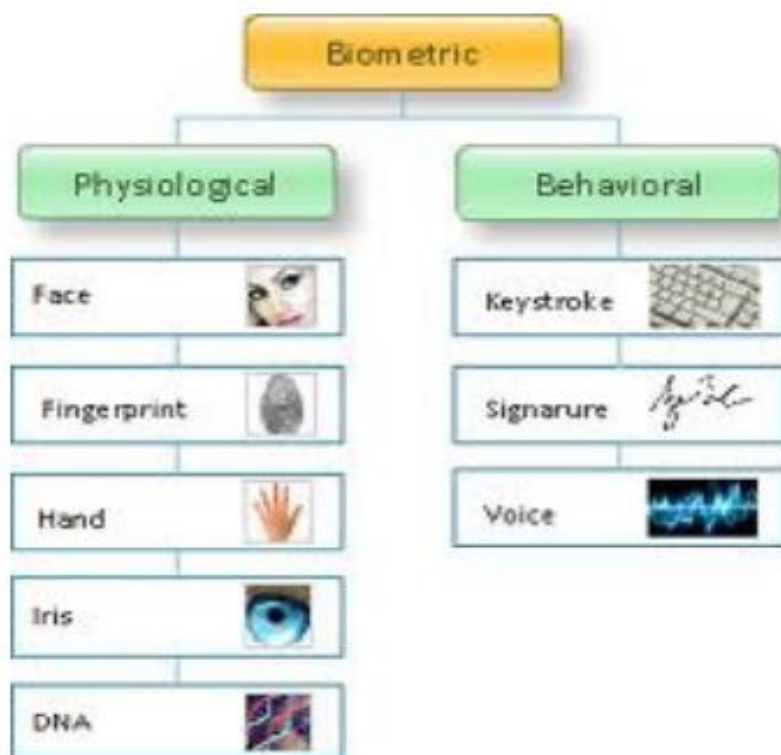 Biometric
Physiological
Behavioral
Face
Fingerprint
Hand
Iris
DNA
Keystroke
Signarure
Voice